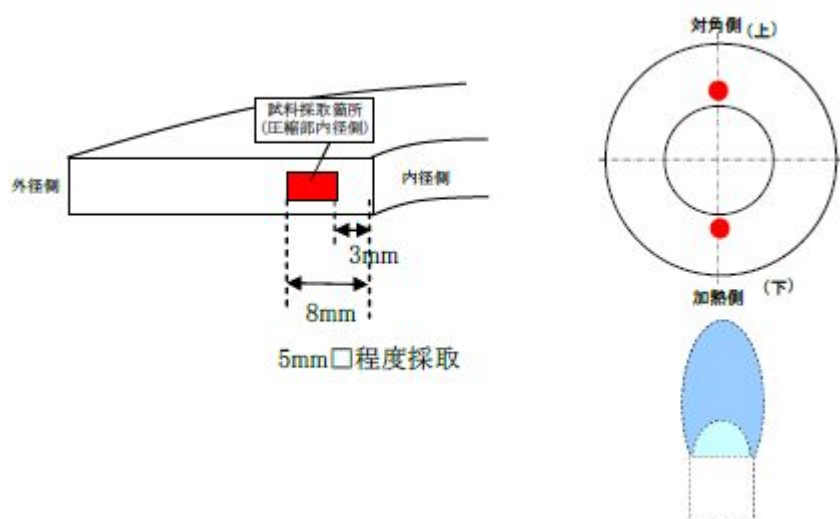 試料採取箇所
(圧縮部内径側)
外径側
内径側
3mm
8mm
5mm□程度採取
対角側(上)
(下)
加熱側